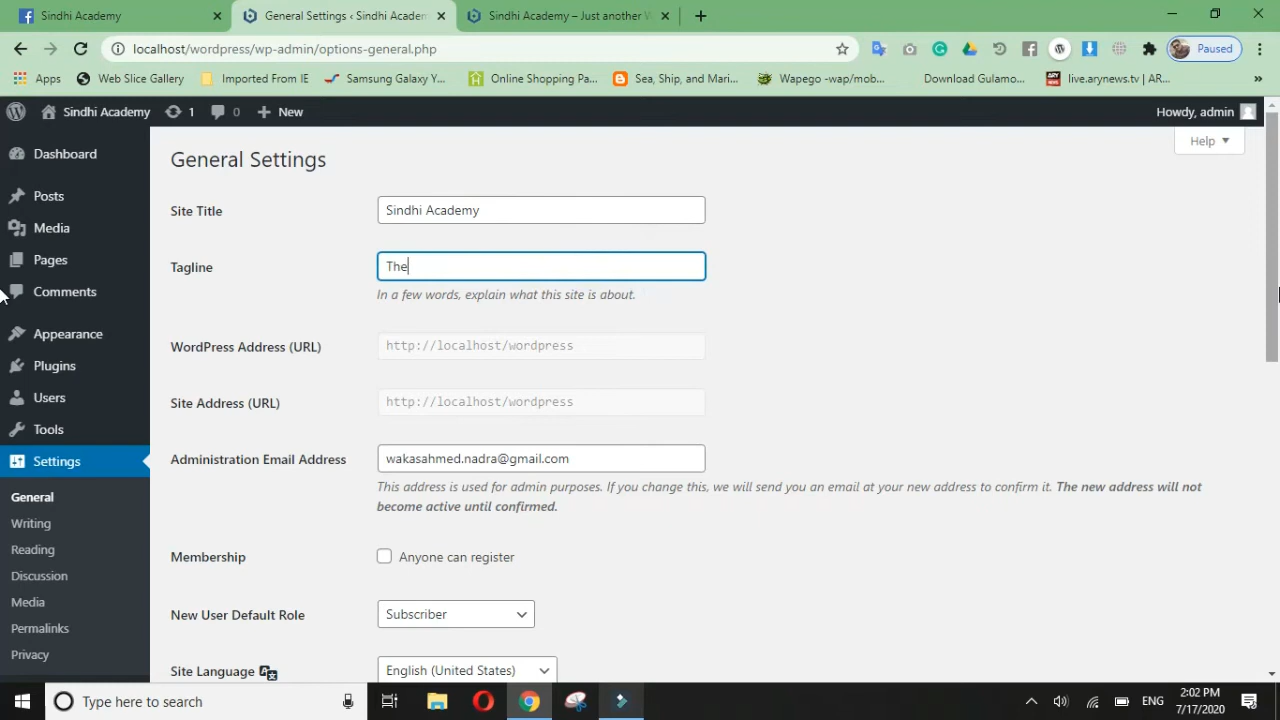 Sindhi Academy
General Settings ‹ Sindhi Academ
Sindhi Academy – Just another W
localhost/wordpress/wp-admin/options-general.php
Paused
Apps
Web Slice Gallery
Imported From IE
Samsung Galaxy Y...
Online Shopping Pa...
Sea, Ship, and Mari...
Wapego -wap/mob...
Download Gulamo...
live.arynews.tv | AR...
»
Sindhi Academy
1
0
New
Howdy, admin
Dashboard
Posts
Media
Pages
Comments
Appearance
Plugins
Users
Tools
Settings
General
Writing
Reading
Discussion
Media
Permalinks
Privacy
Help
General Settings
Site Title
Sindhi Academy
Tagline
The
In a few words, explain what this site is about.
WordPress Address (URL)
http://localhost/wordpress
Site Address (URL)
http://localhost/wordpress
Administration Email Address
wakasahmed.nadra@gmail.com
This address is used for admin purposes. If you change this, we will send you an email at your new address to confirm it. The new address will not
become active until confirmed.
Membership
Anyone can register
New User Default Role
Subscriber
Site Language
English (United States)
Type here to search
ENG
2:02 PM
7/17/2020